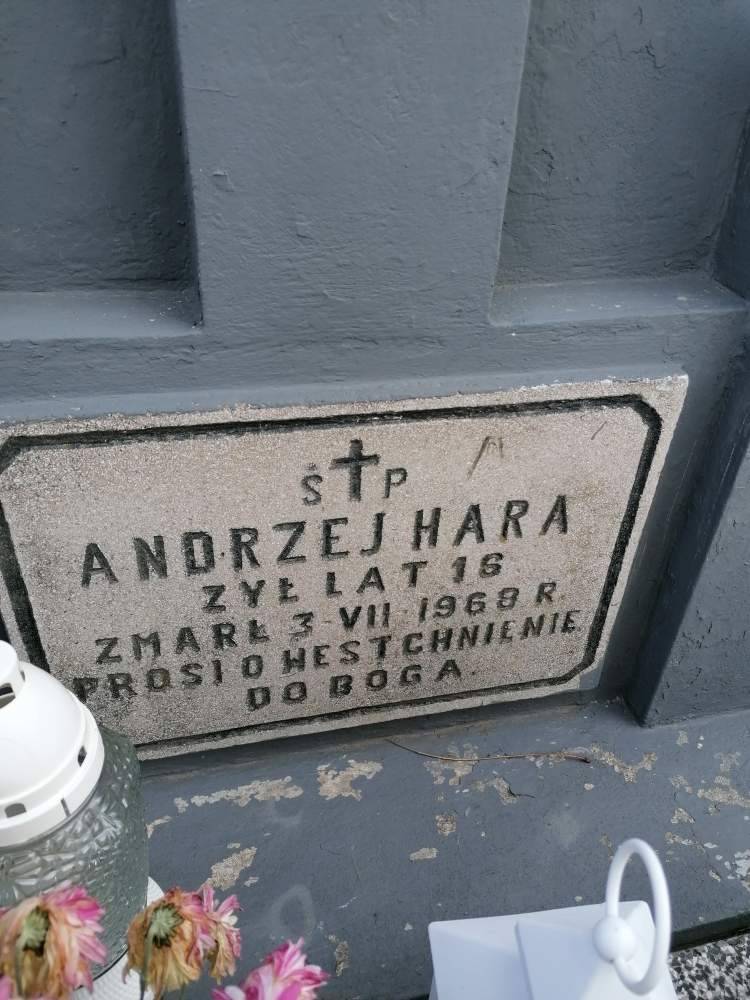 Ś P
ANDRZEJ HARA
ŻYŁ LAT 16
ZMARŁ 3-VII-1968 R.
PROSI O WESTCHNIENIE
DO BOGA.